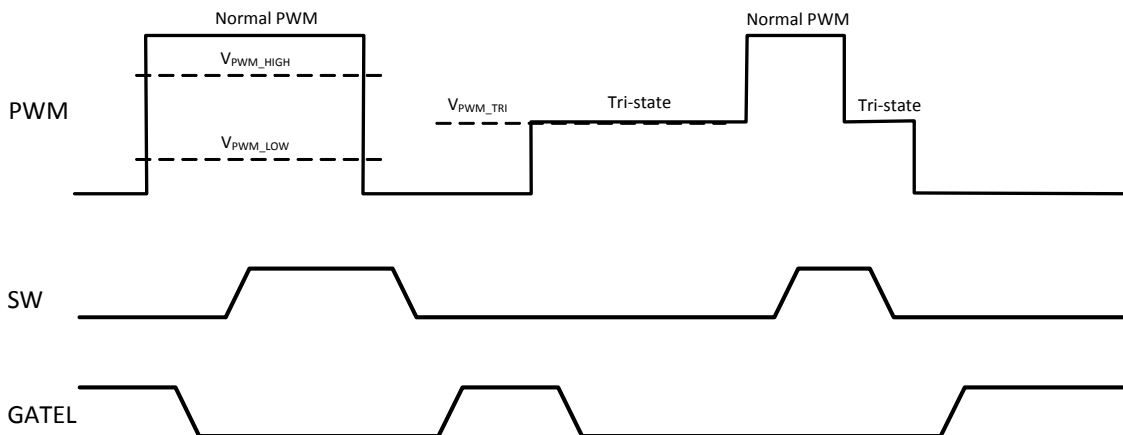 Normal PWM
Normal PWM
VPWM_HIGH
PWM
VPWM_TRI
Tri-state
Tri-state
VPWM_LOW
SW
GATEL